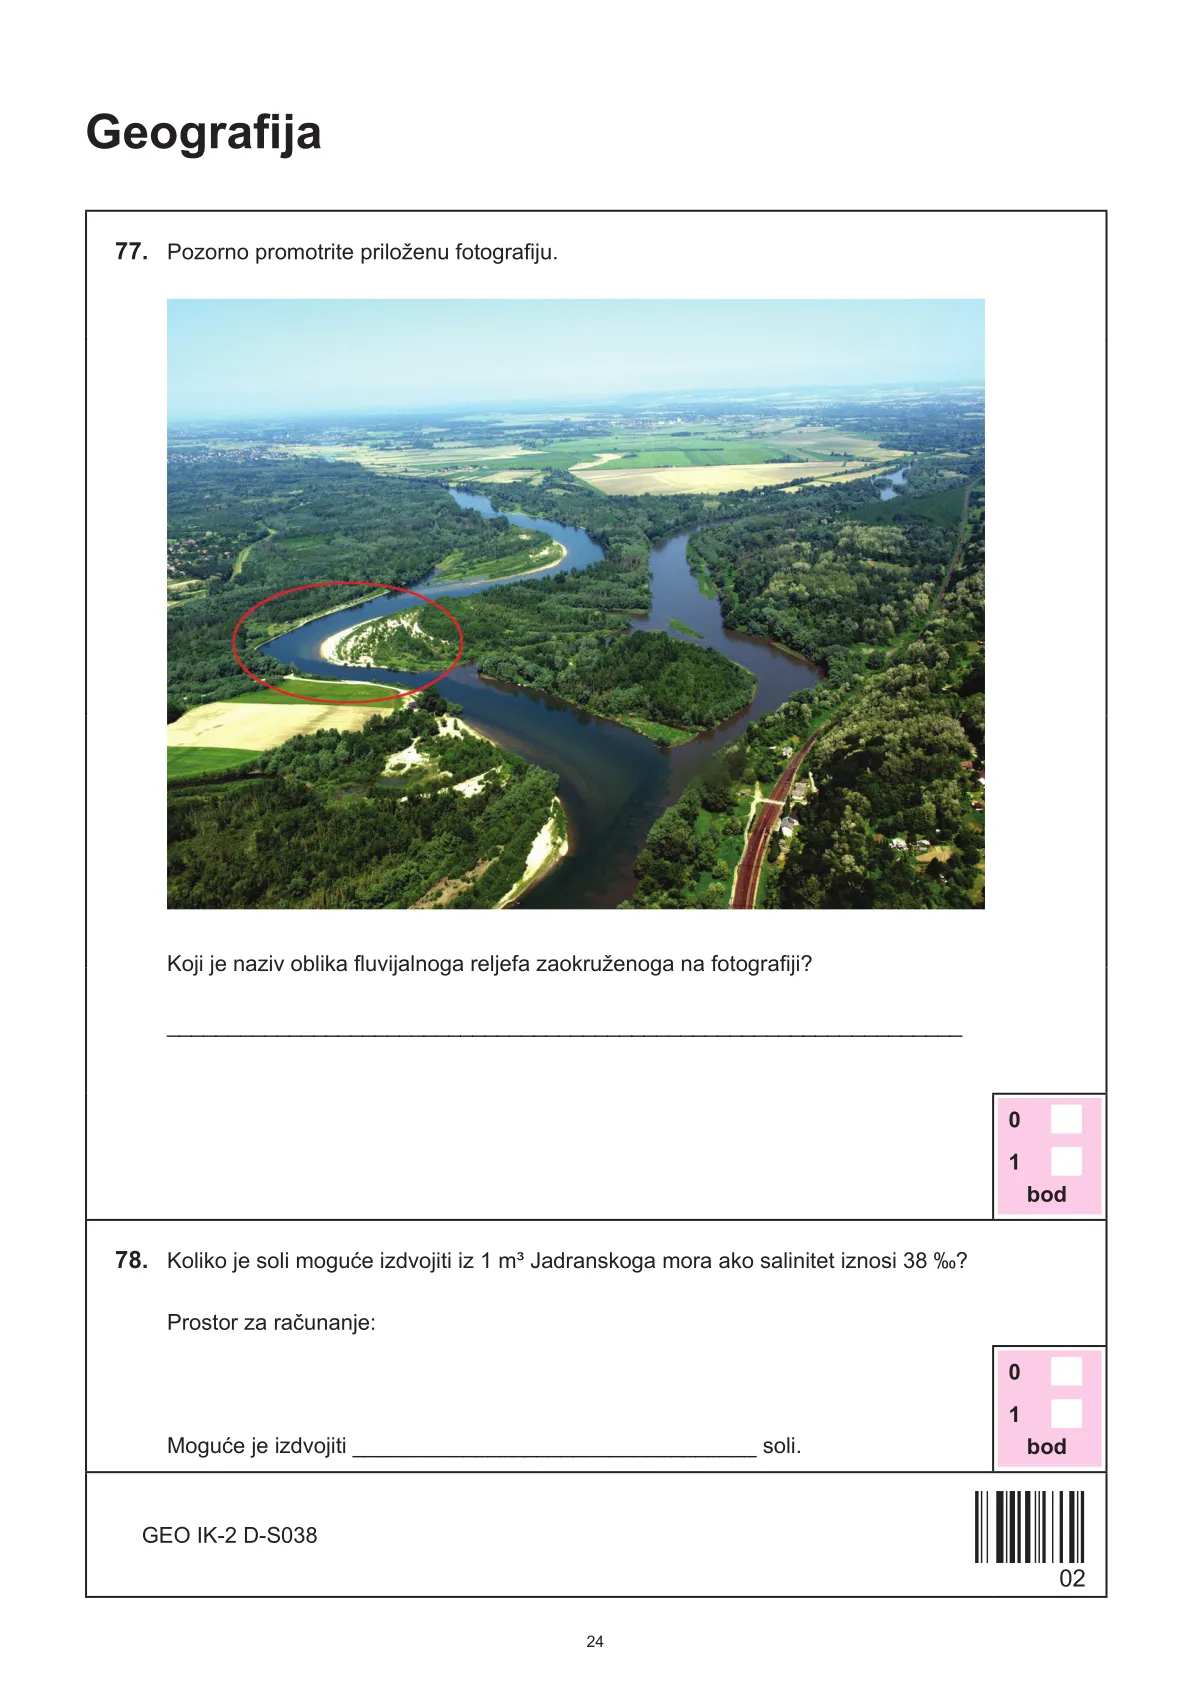 Geografija
77. Pozorno promotrite priloženu fotografiju.
Koji je naziv oblika fluvijalnoga reljefa zaokruženoga na fotografiji?
0
1
bod
78. Koliko je soli moguće izdvojiti iz 1 m³ Jadranskoga mora ako salinitet iznosi 38 ‰?
Prostor za računanje:
0
1
Moguće je izdvojiti _________________________________ soli.
bod
GEO IK-2 D-S038
02
24